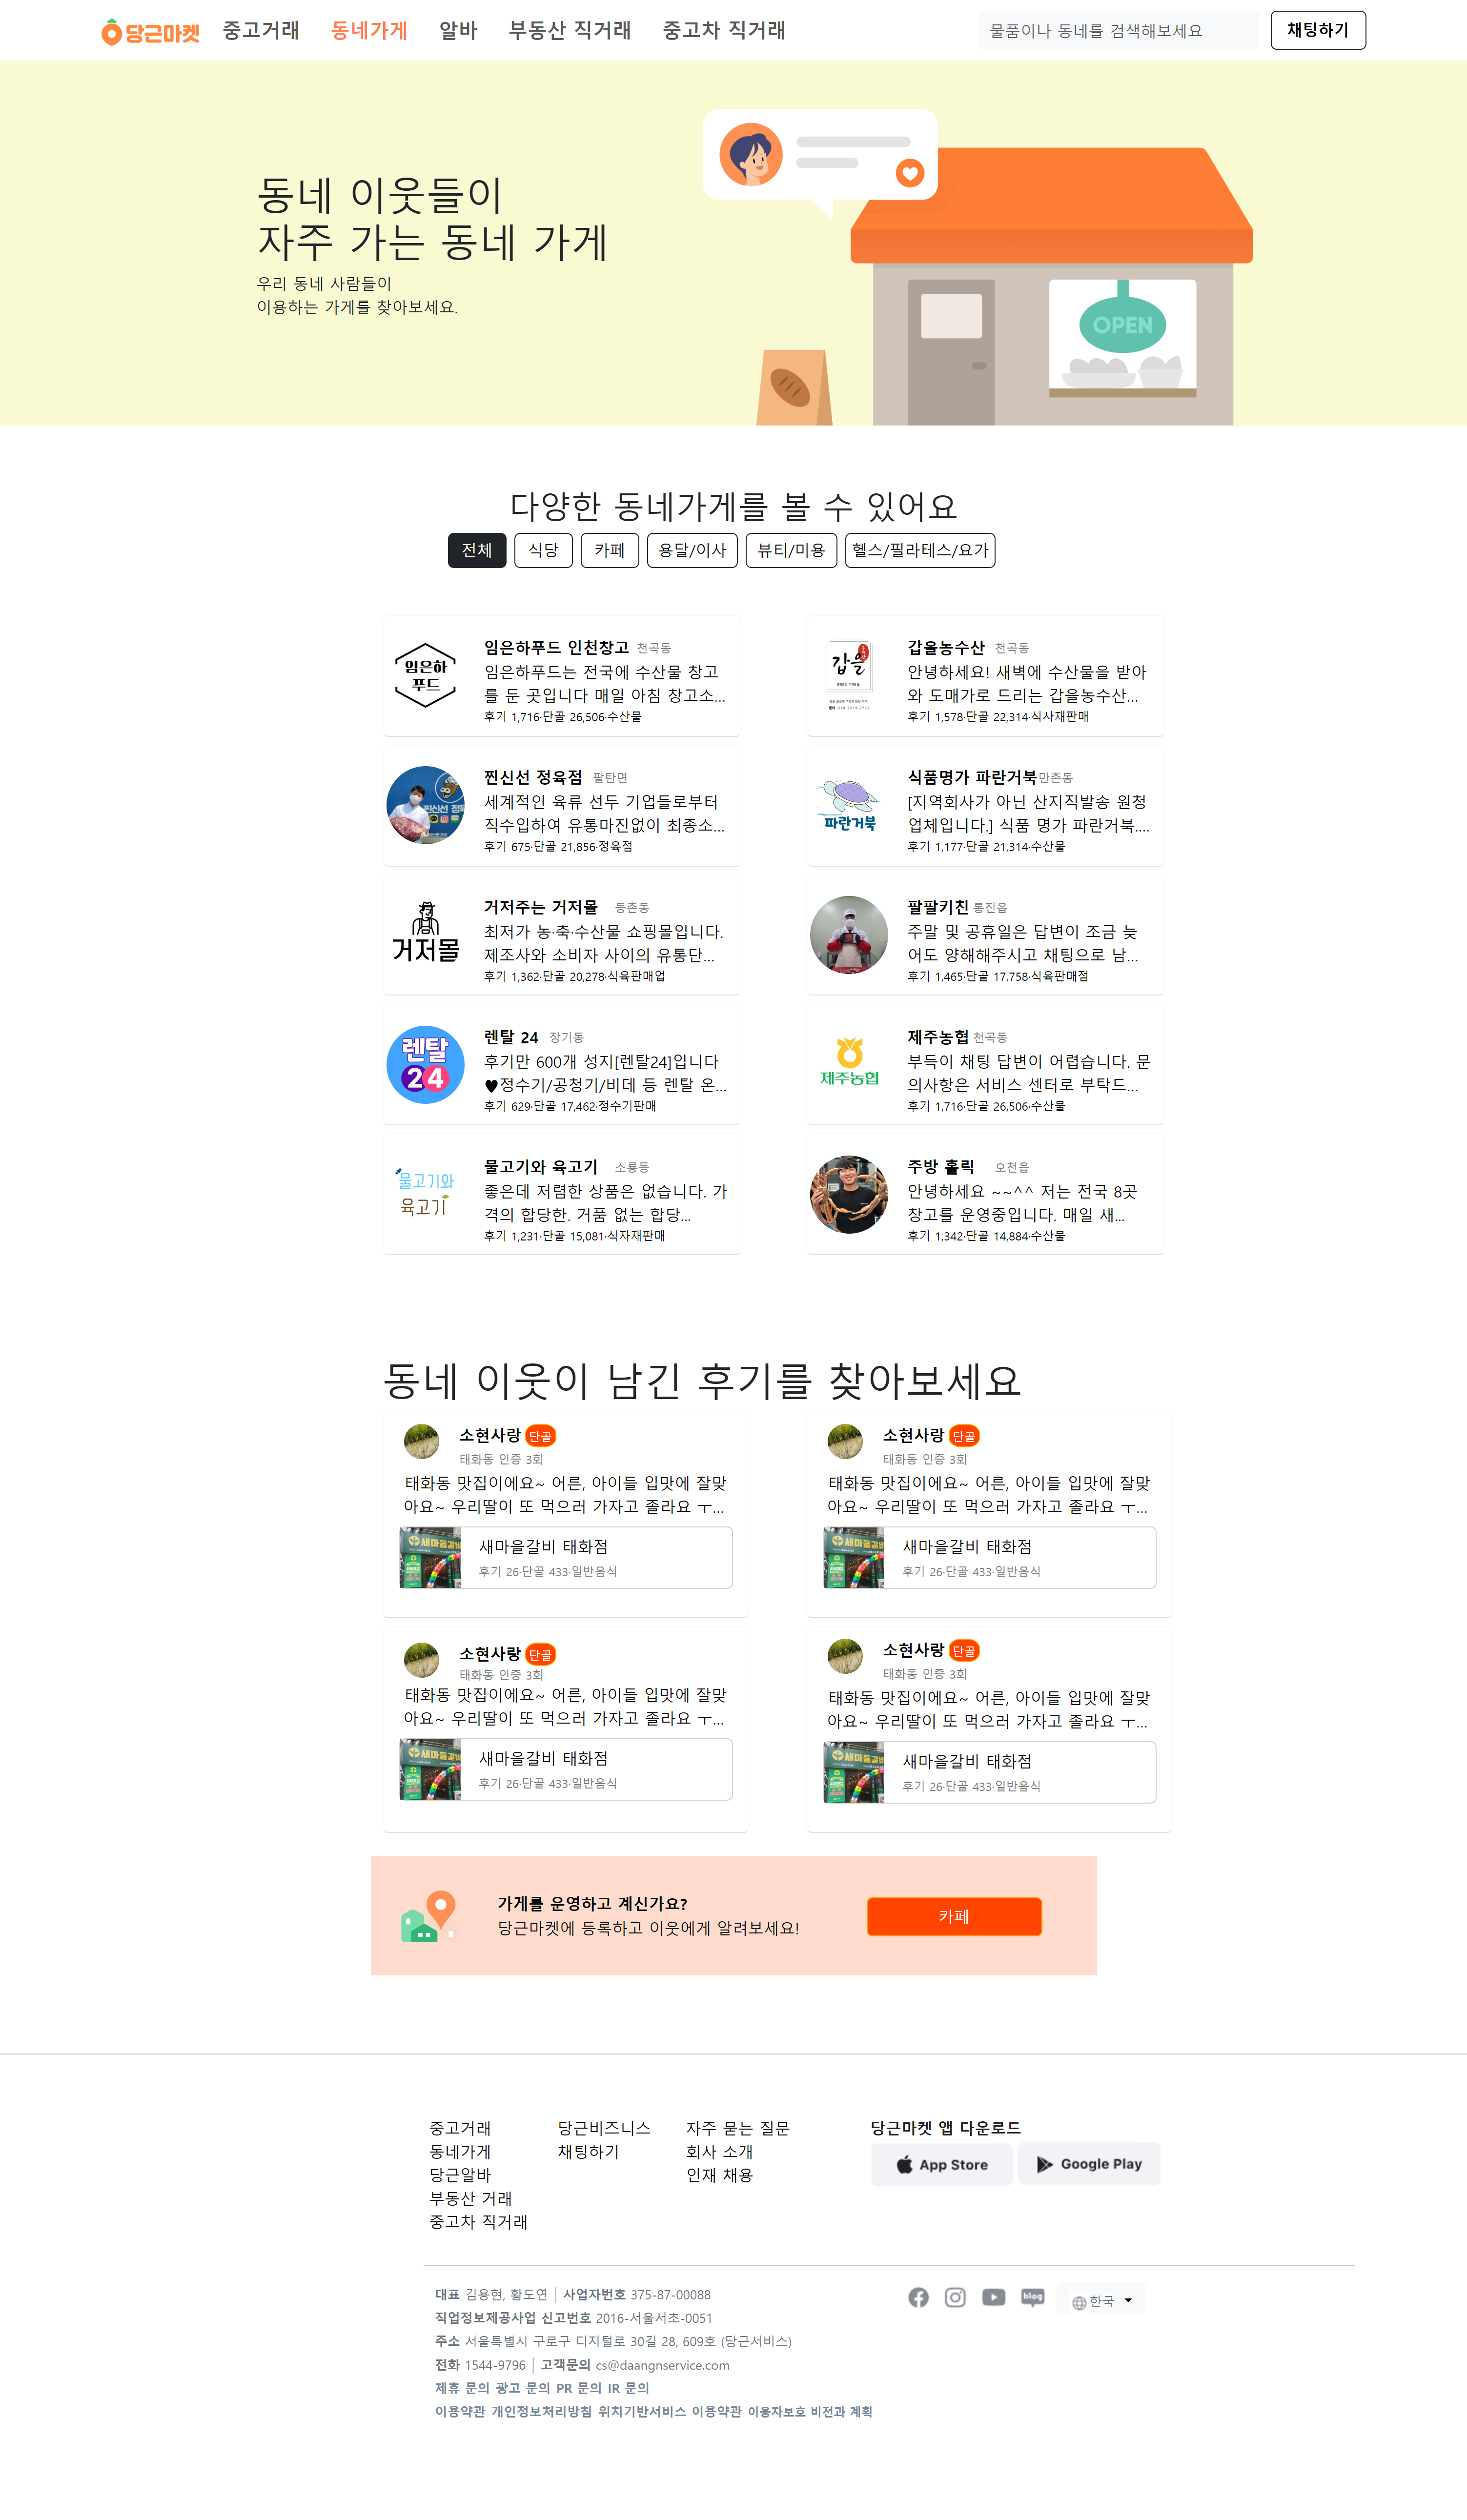 당근마켓 중고거래 동네가게 알바 부동산 직거래 중고차 직거래 물품이나 동네를 검색해보세요 채팅하기
동네 이웃들이
자주 가는 동네 가게
우리 동네 사람들이
이용하는 가게를 찾아보세요.
OPEN
다양한 동네가게를 볼 수 있어요
전체 식당 카페 용달/이사 뷰티/미용 헬스/필라테스/요가
임은하
푸드
임은하푸드 인천창고 천곡동
임은하푸드는 전국에 수산물 창고
를 둔 곳입니다 매일 아침 창고소...
후기 1,716·단골 26,506·수산물
갑을
갑을농수산 천곡동
안녕하세요! 새벽에 수산물을 받아
와 도매가로 드리는 갑을농수산...
후기 1,578·단골 22,314·식사재판매
찐신선 정육점 팔탄면
세계적인 육류 선두 기업들로부터
직수입하여 유통마진없이 최종소...
후기 675·단골 21,856·정육점
파란거북
식품명가 파란거북만촌동
[지역회사가 아닌 산지직발송 원청
업체입니다.] 식품 명가 파란거북....
후기 1,177·단골 21,314·수산물
거저몰
거저주는 거저몰 등촌동
최저가 농·축·수산물 쇼핑몰입니다.
제조사와 소비자 사이의 유통단...
후기 1,362·단골 20,278·식육판매업
팔팔키친 통진읍
주말 및 공휴일은 답변이 조금 늦
어도 양해해주시고 채팅으로 남...
후기 1,465·단골 17,758·식육판매점
렌탈
24
렌탈 24 장기동
후기만 600개 성지[렌탈24]입니다
♥정수기/공청기/비데 등 렌탈 온...
후기 629·단골 17,462·정수기판매
제주농협
제주농협 천곡동
부득이 채팅 답변이 어렵습니다. 문
의사항은 서비스 센터로 부탁드...
후기 1,716·단골 26,506·수산물
물고기와
육고기
물고기와 육고기 소룡동
좋은데 저렴한 상품은 없습니다. 가
격의 합당한. 거품 없는 합당...
후기 1,231·단골 15,081·식자재판매
주방 홀릭 오천읍
안녕하세요 ~~^^ 저는 전국 8곳
창고를 운영중입니다. 매일 새...
후기 1,342·단골 14,884·수산물
동네 이웃이 남긴 후기를 찾아보세요
소현사랑 단골
태화동 인증 3회
태화동 맛집이에요~ 어른, 아이들 입맛에 잘맞
아요~ 우리딸이 또 먹으러 가자고 졸라요 ㅜ...
새마을갈비
새마을갈비 태화점
후기 26·단골 433·일반음식
소현사랑 단골
태화동 인증 3회
태화동 맛집이에요~ 어른, 아이들 입맛에 잘맞
아요~ 우리딸이 또 먹으러 가자고 졸라요 ㅜ...
새마을갈비
새마을갈비 태화점
후기 26·단골 433·일반음식
소현사랑 단골
태화동 인증 3회
태화동 맛집이에요~ 어른, 아이들 입맛에 잘맞
아요~ 우리딸이 또 먹으러 가자고 졸라요 ㅜ...
새마을갈비
새마을갈비 태화점
후기 26·단골 433·일반음식
소현사랑 단골
태화동 인증 3회
태화동 맛집이에요~ 어른, 아이들 입맛에 잘맞
아요~ 우리딸이 또 먹으러 가자고 졸라요 ㅜ...
새마을갈비
새마을갈비 태화점
후기 26·단골 433·일반음식
가게를 운영하고 계신가요?
당근마켓에 등록하고 이웃에게 알려보세요!
카페
중고거래
동네가게
당근알바
부동산 거래
중고차 직거래
당근비즈니스
채팅하기
자주 묻는 질문
회사 소개
인재 채용
당근마켓 앱 다운로드
App Store Google Play
대표 김용현, 황도연 | 사업자번호 375-87-00088
직업정보제공사업 신고번호 2016-서울서초-0051
주소 서울특별시 구로구 디지털로 30길 28, 609호 (당근서비스)
전화 1544-9796 | 고객문의 cs@daangnservice.com
제휴 문의 광고 문의 PR 문의 IR 문의
이용약관 개인정보처리방침 위치기반서비스 이용약관 이용자보호 비전과 계획
blog 한국